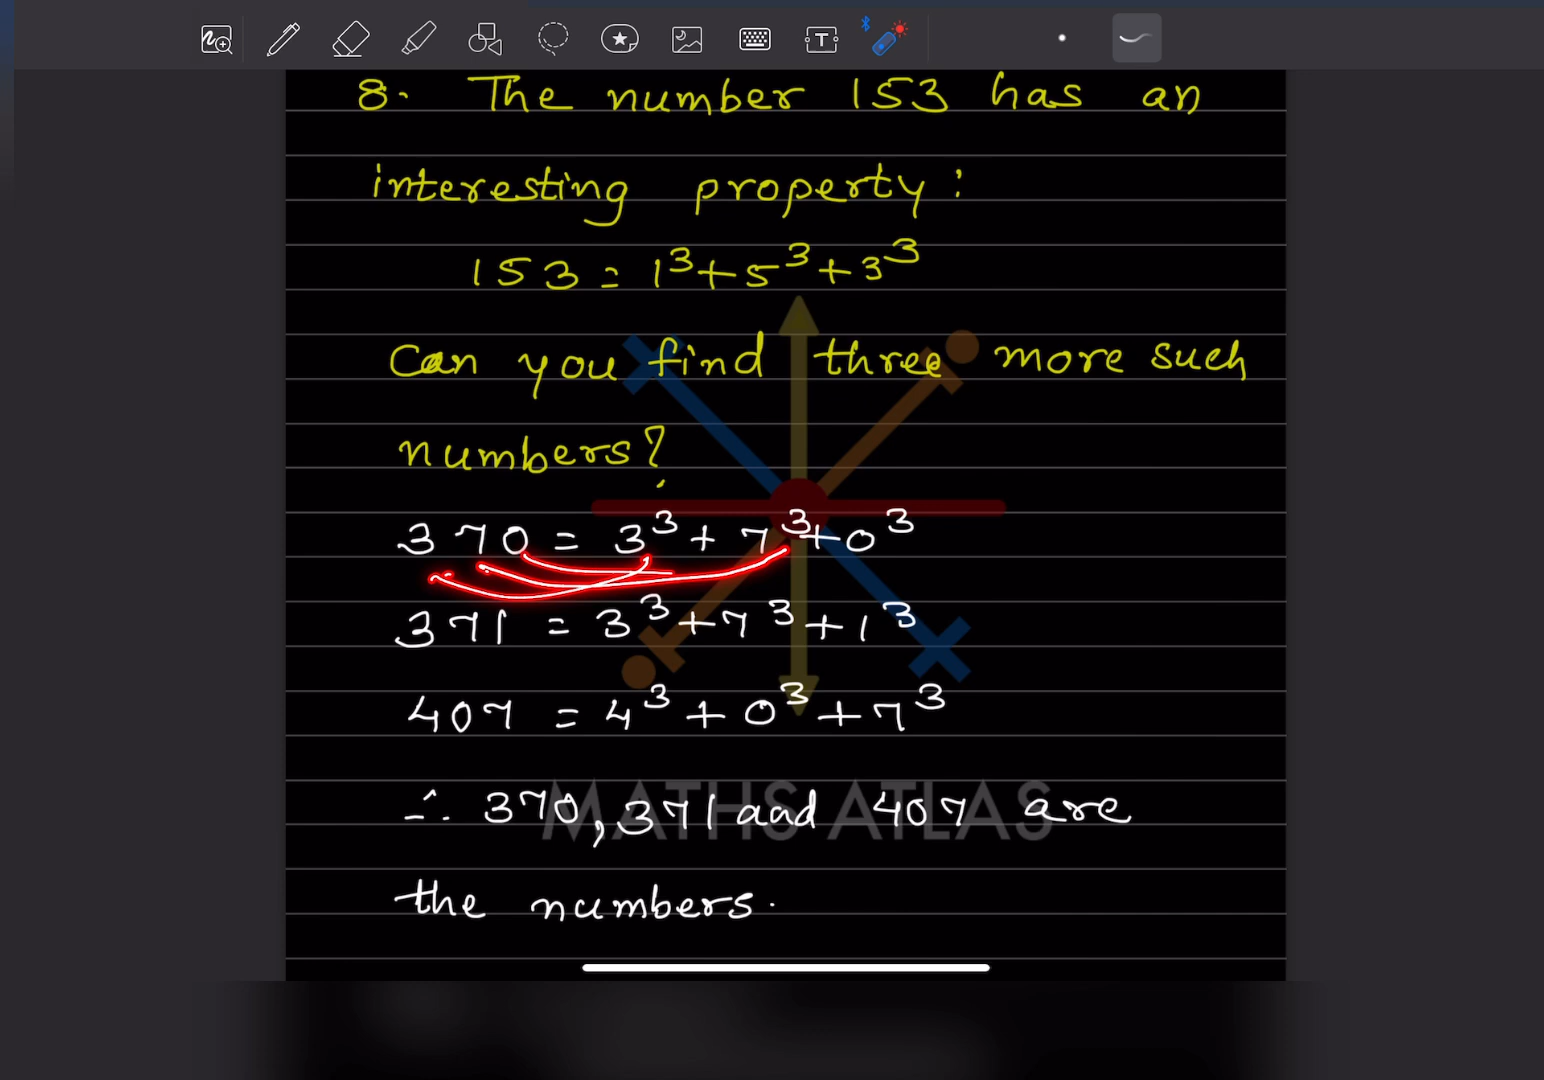 8. The number 153 has an
interesting property:
153 = 1³ + 5³ + 3³
Can you find three more such
numbers?
370 = 3³ + 7³ + 0³
371 = 3³ + 7³ + 1³
407 = 4³ + 0³ + 7³
∴ 370, 371 and 407 are
MATHS ATLAS
the numbers.